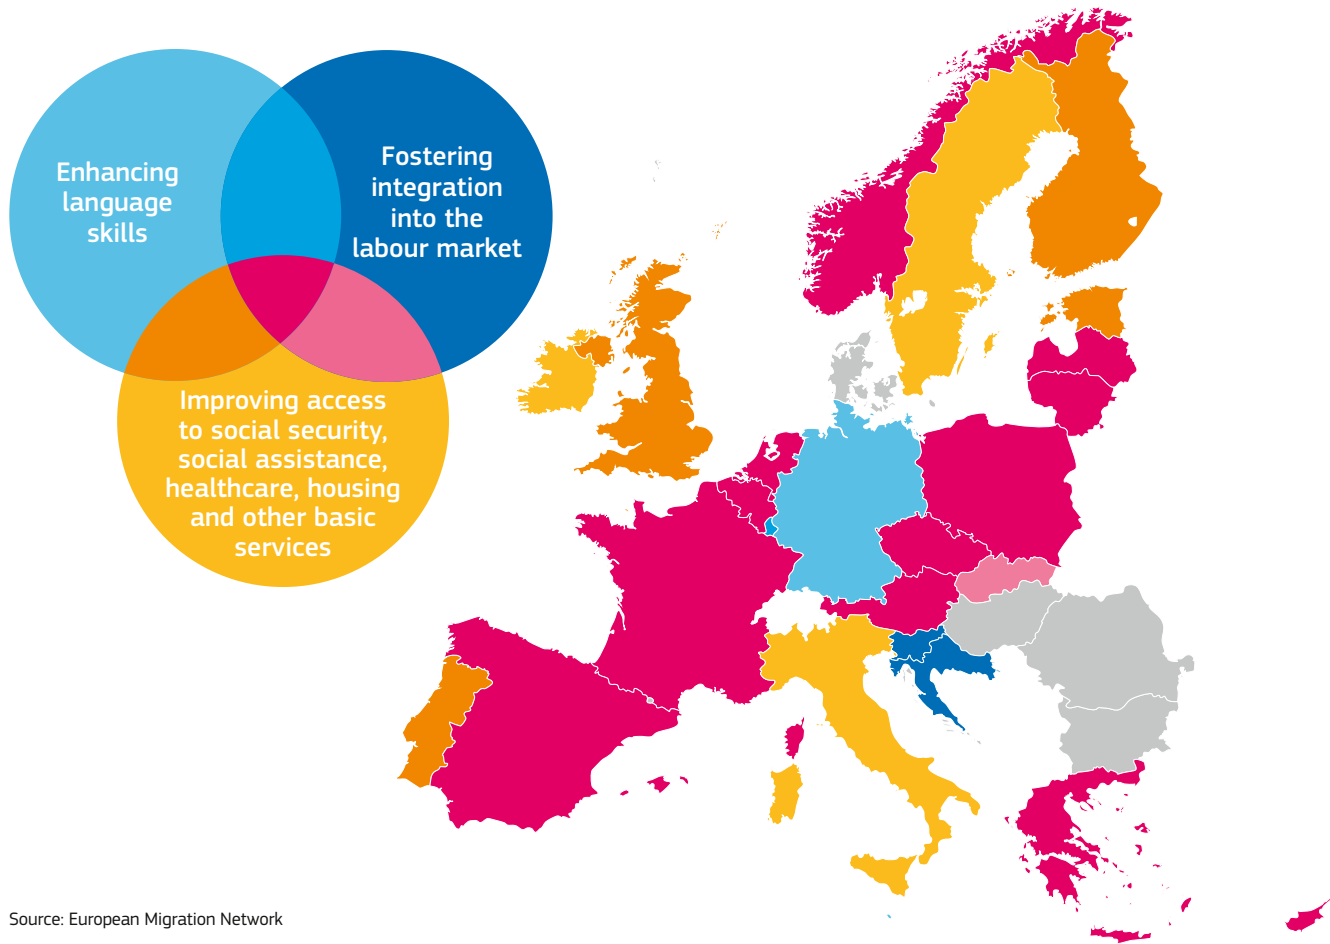 Enhancing
language
skills
Fostering
integration
into the
labour market
Improving access
to social security,
social assistance,
healthcare, housing
and other basic
services
Source: European Migration Network